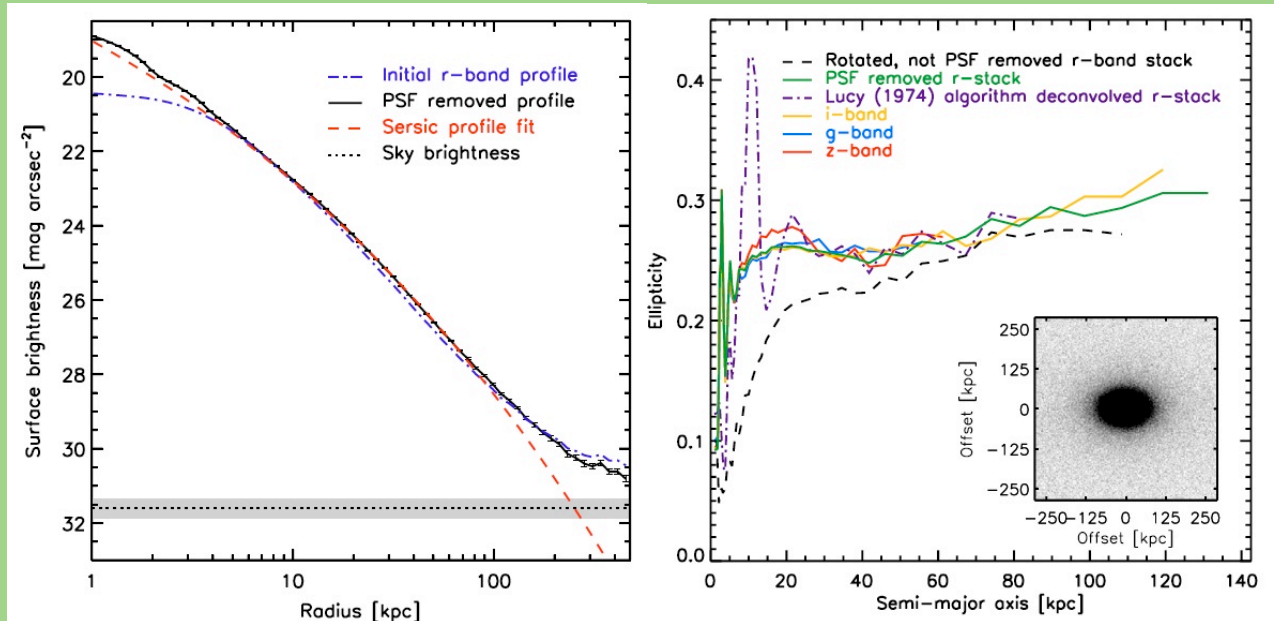 Surface brightness [mag arcsec⁻²]
20
22
24
26
28
30
32
1
10
100
Radius [kpc]
Initial r-band profile
PSF removed profile
Sersic profile fit
Sky brightness
Ellipticity
0.4
0.3
0.2
0.1
0.0
0
20
40
60
80
100
120
140
Semi-major axis [kpc]
Rotated, not PSF removed r-band stack
PSF removed r-stack
Lucy (1974) algorithm deconvolved r-stack
i-band
g-band
z-band
Offset [kpc]
250
125
0
-125
-250
-250-125 0 125 250
Offset [kpc]